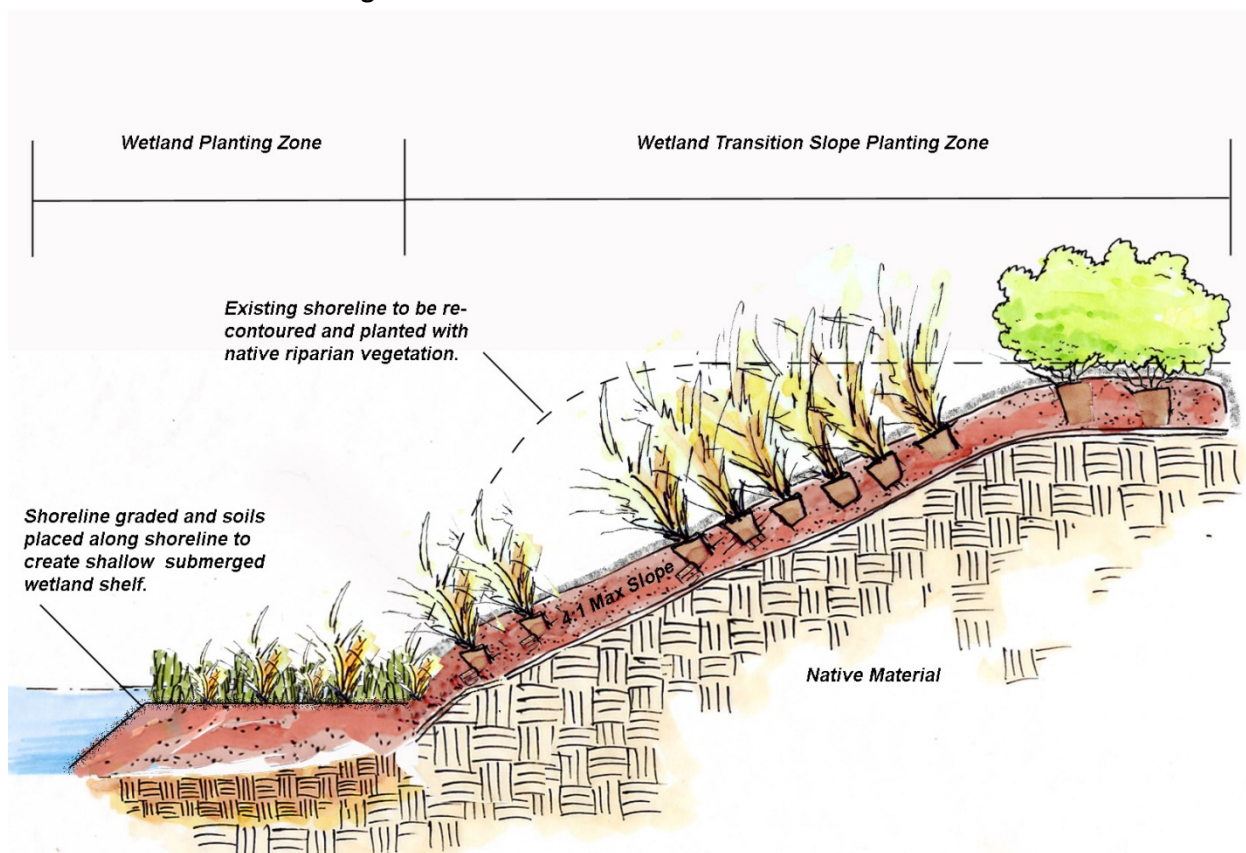 Wetland Planting Zone
Wetland Transition Slope Planting Zone
Existing shoreline to be re-
contoured and planted with
native riparian vegetation.
Shoreline graded and soils
placed along shoreline to
create shallow submerged
wetland shelf.
4:1 Max Slope
Native Material